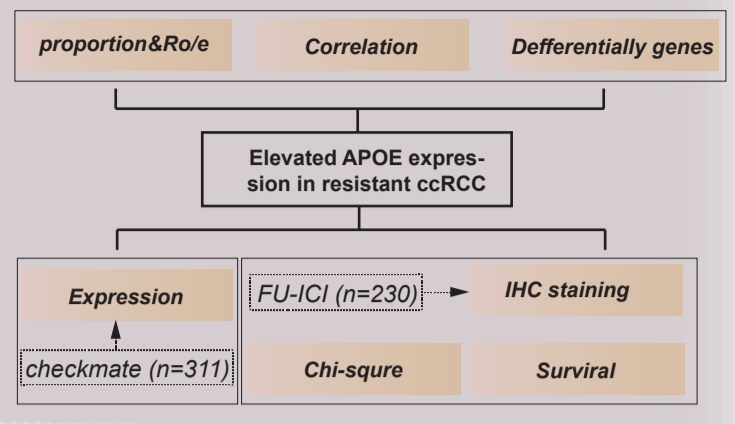 proportion&Ro/e
Correlation
Defferentially genes
Elevated APOE expres-
sion in resistant ccRCC
Expression
FU-ICI (n=230)
IHC staining
checkmate (n=311)
Chi-squre
Surviral